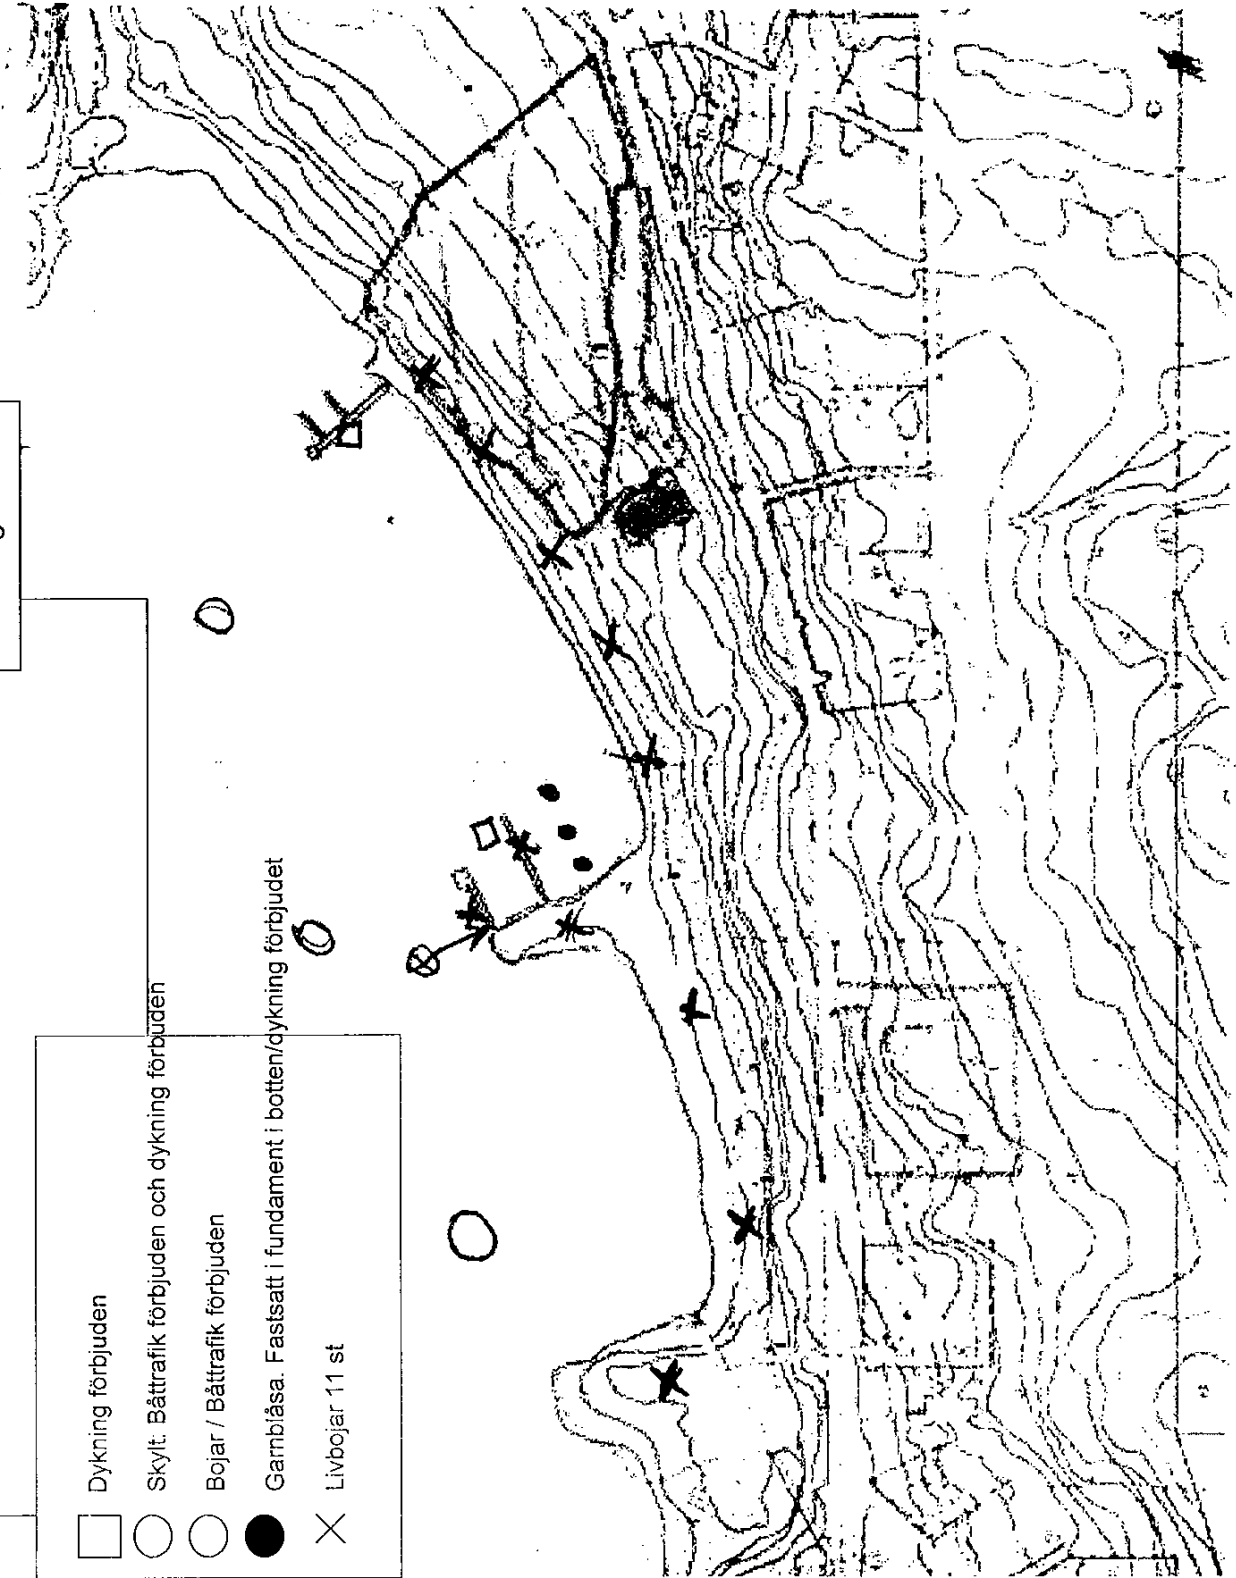 Dykning förbjuden
Skylt. Båttrafik förbjuden och dykning förbjuden
Bojar / Båttrafik förbjuden
Garnblåsa. Fastsatt i fundament i botten/dykning förbjudet
Livbojar 11 st